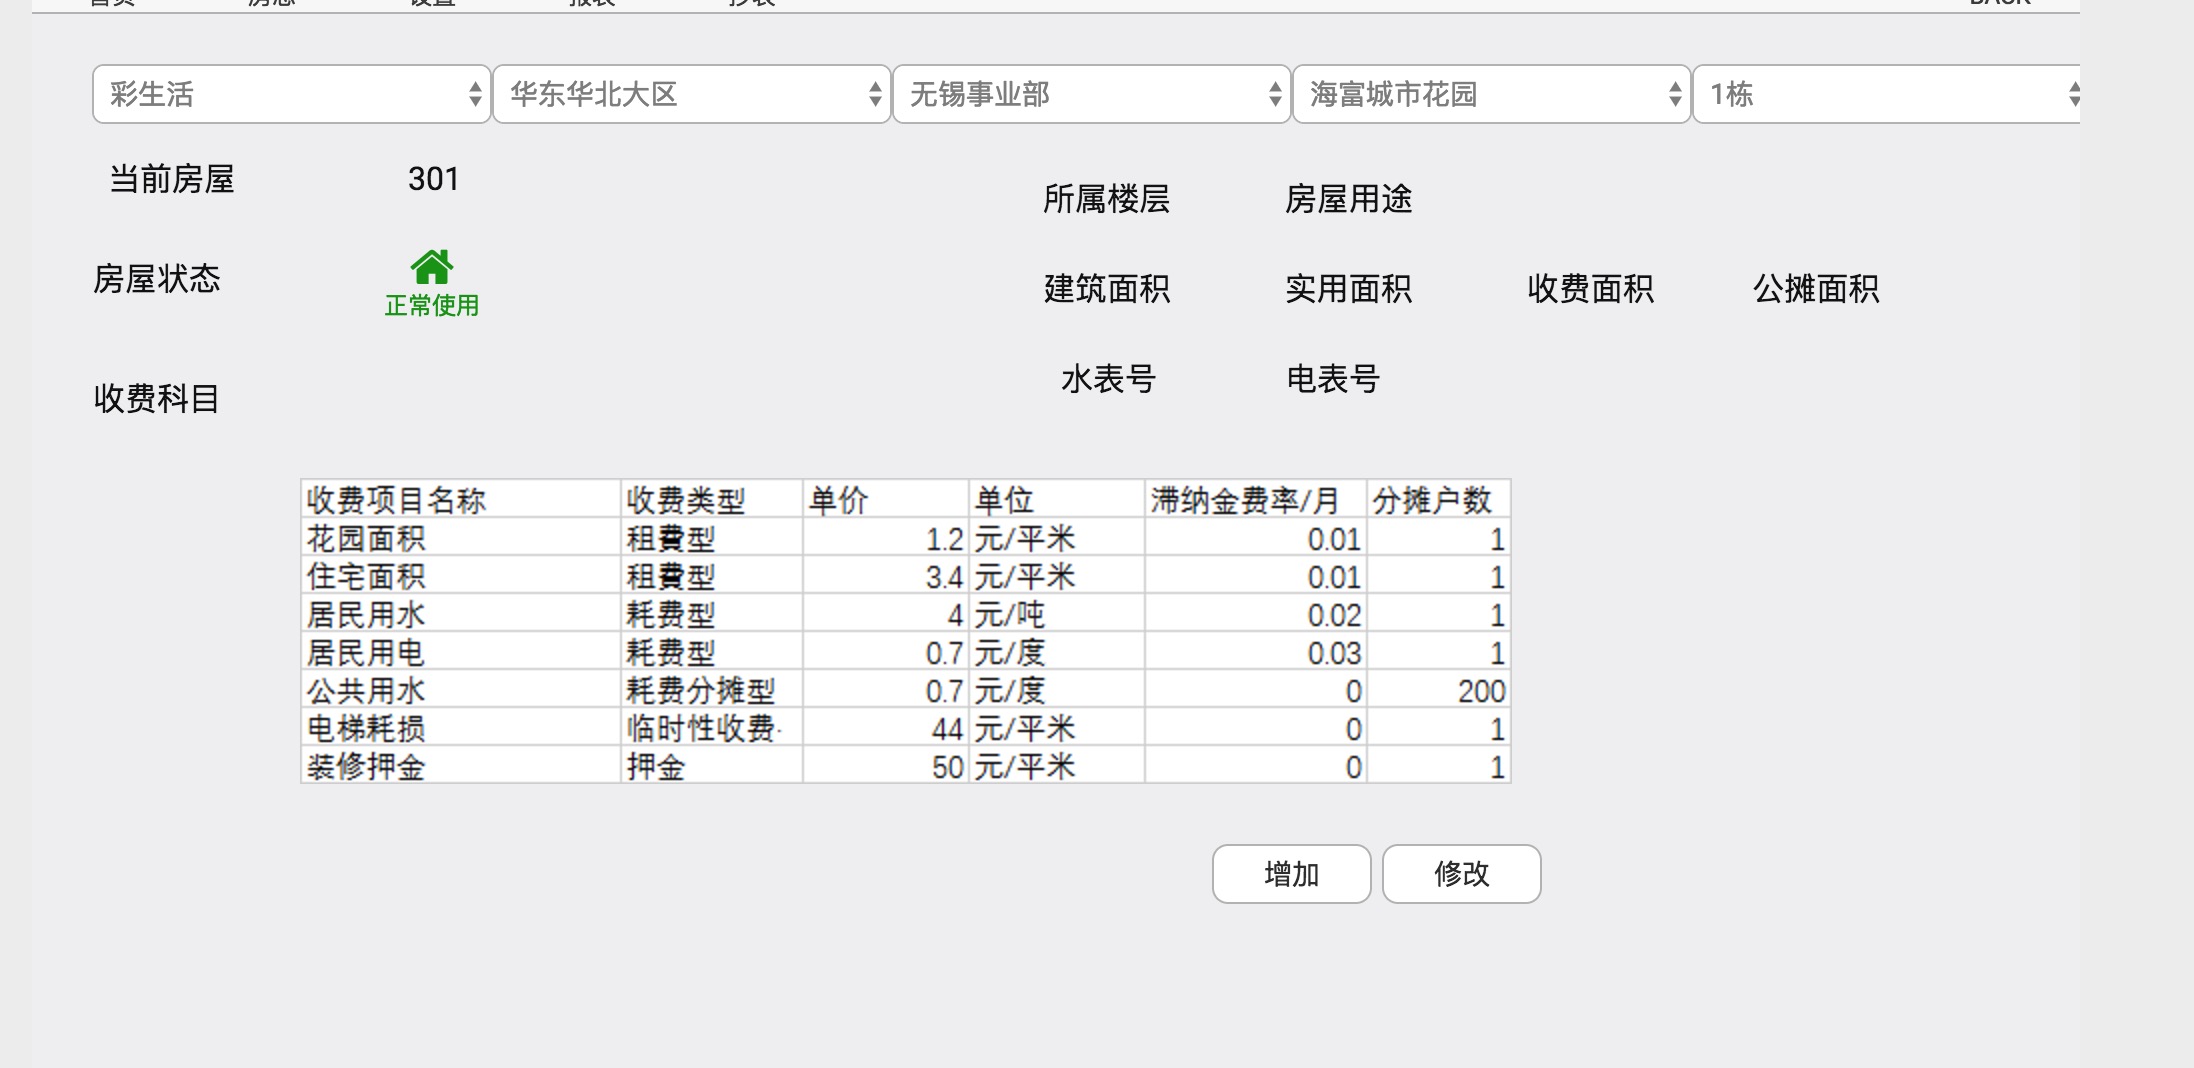 彩生活 华东华北大区 无锡事业部 海富城市花园 1栋
当前房屋 301
所属楼层 房屋用途
房屋状态
正常使用
建筑面积 实用面积 收费面积 公摊面积
水表号 电表号
收费科目
收费项目名称 收费类型 单价 单位 滞纳金费率/月 分摊户数
花园面积 租費型 1.2 元/平米 0.01 1
住宅面积 租費型 3.4 元/平米 0.01 1
居民用水 耗费型 4 元/吨 0.02 1
居民用电 耗费型 0.7 元/度 0.03 1
公共用水 耗费分摊型 0.7 元/度 0 200
电梯耗损 临时性收费 44 元/平米 0 1
装修押金 押金 50 元/平米 0 1
增加 修改